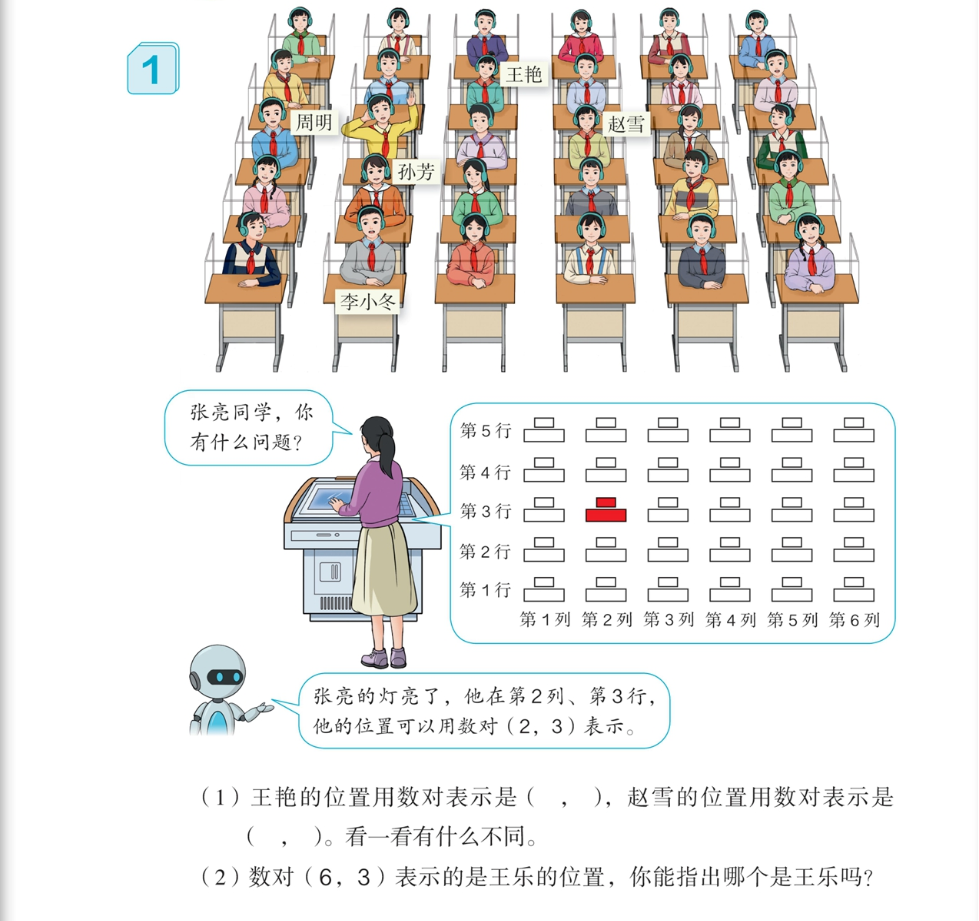 1
王艳
周明
赵雪
孙芳
李小冬
张亮同学，你
有什么问题？
第5行
第4行
第3行
第2行
第1行
第1列 第2列 第3列 第4列 第5列 第6列
张亮的灯亮了，他在第2列、第3行，
他的位置可以用数对（2，3）表示。
（1）王艳的位置用数对表示是（　，　），赵雪的位置用数对表示是
（　，　）。看一看有什么不同。
（2）数对（6，3）表示的是王乐的位置，你能指出哪个是王乐吗？